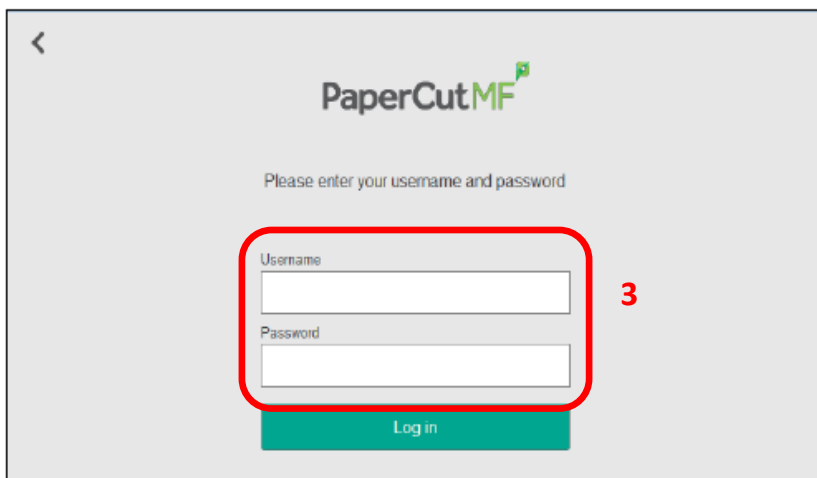 PaperCutMF
Please enter your username and password
Username
3
Password
Log in